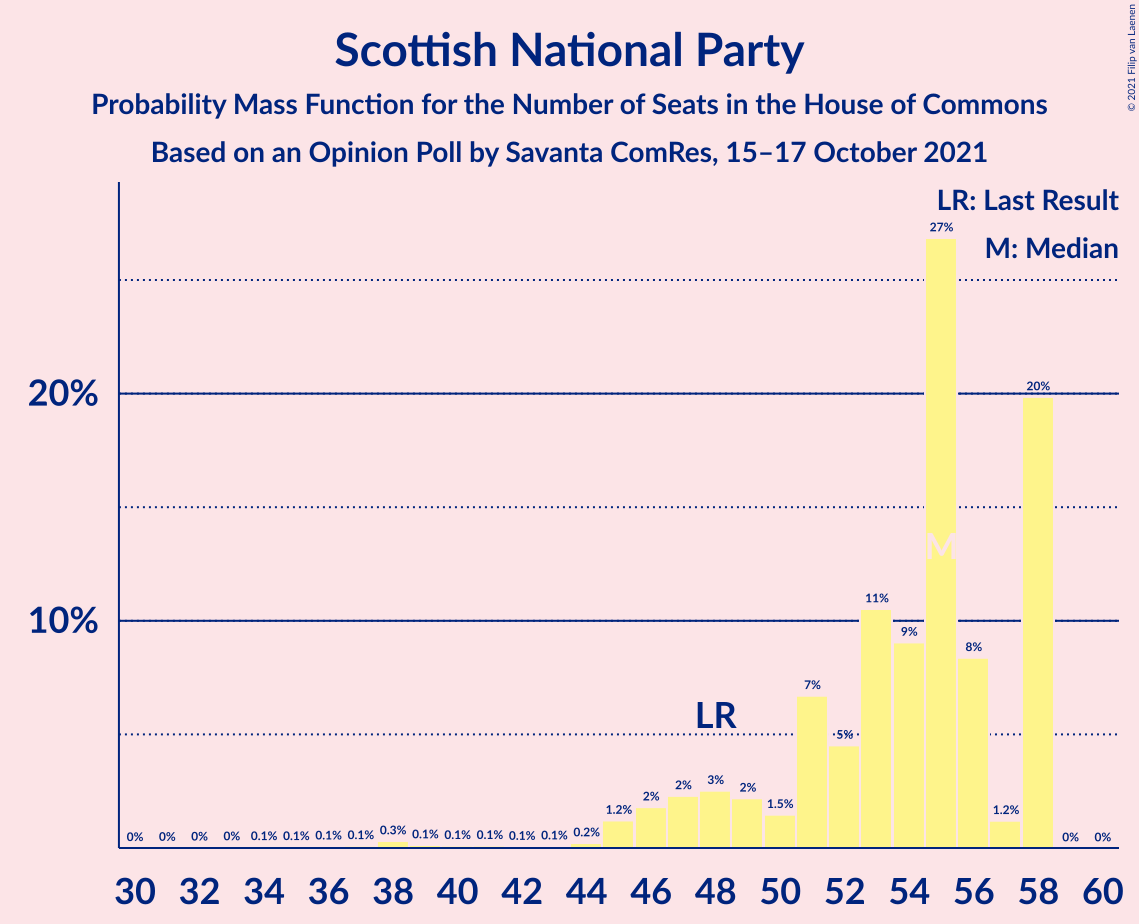 © 2021 Filip van Laenen
Scottish National Party
Probability Mass Function for the Number of Seats in the House of Commons
Based on an Opinion Poll by Savanta ComRes, 15–17 October 2021
LR: Last Result
M: Median
27%
20%
20%
M
10%
11%
9%
8%
7%
LR
5%
1.2%
2%
2%
3%
2%
1.5%
1.2%
0% 0% 0% 0% 0.1% 0.1% 0.1% 0.1% 0.3% 0.1% 0.1% 0.1% 0.1% 0.1% 0.2% 0% 0%
30 32 34 36 38 40 42 44 46 48 50 52 54 56 58 60